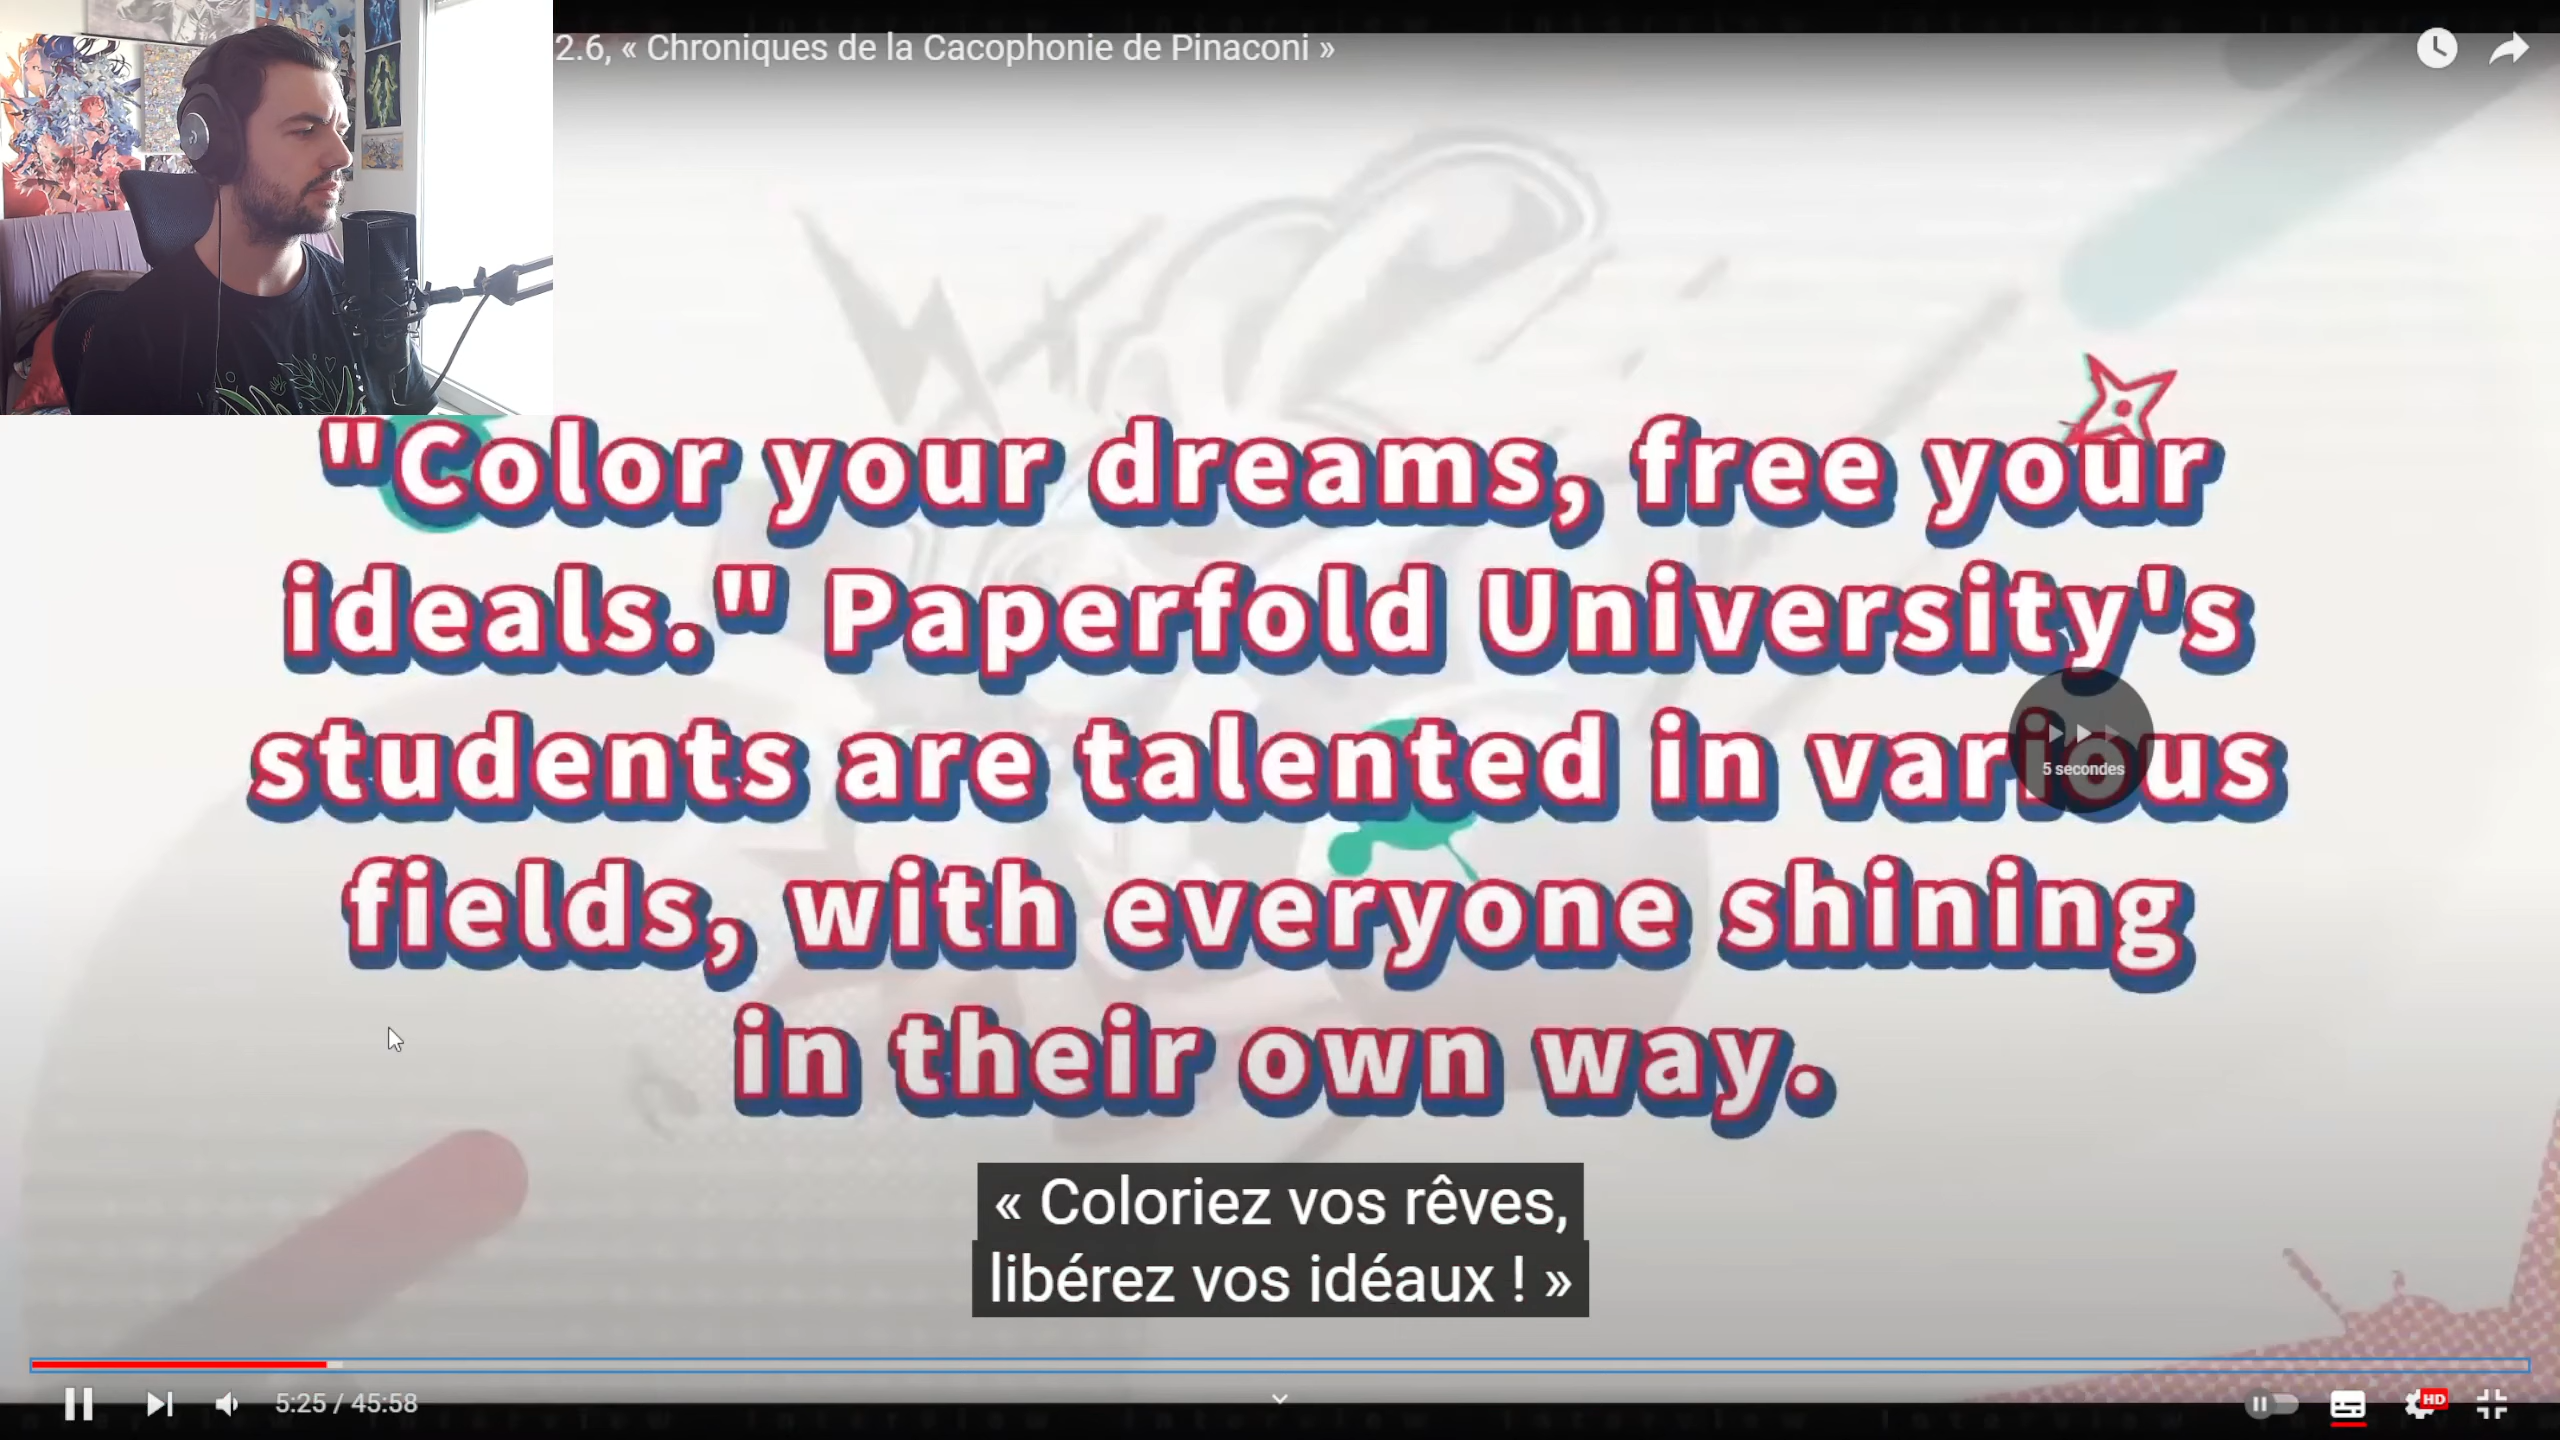 2.6, « Chroniques de la Cacophonie de Pinaconi »
"Color your dreams, free your
ideals." Paperfold University's
students are talented in various
fields, with everyone shining
in their own way.
5 secondes
« Coloriez vos rêves,
libérez vos idéaux ! »
5:25 / 45:58
HD